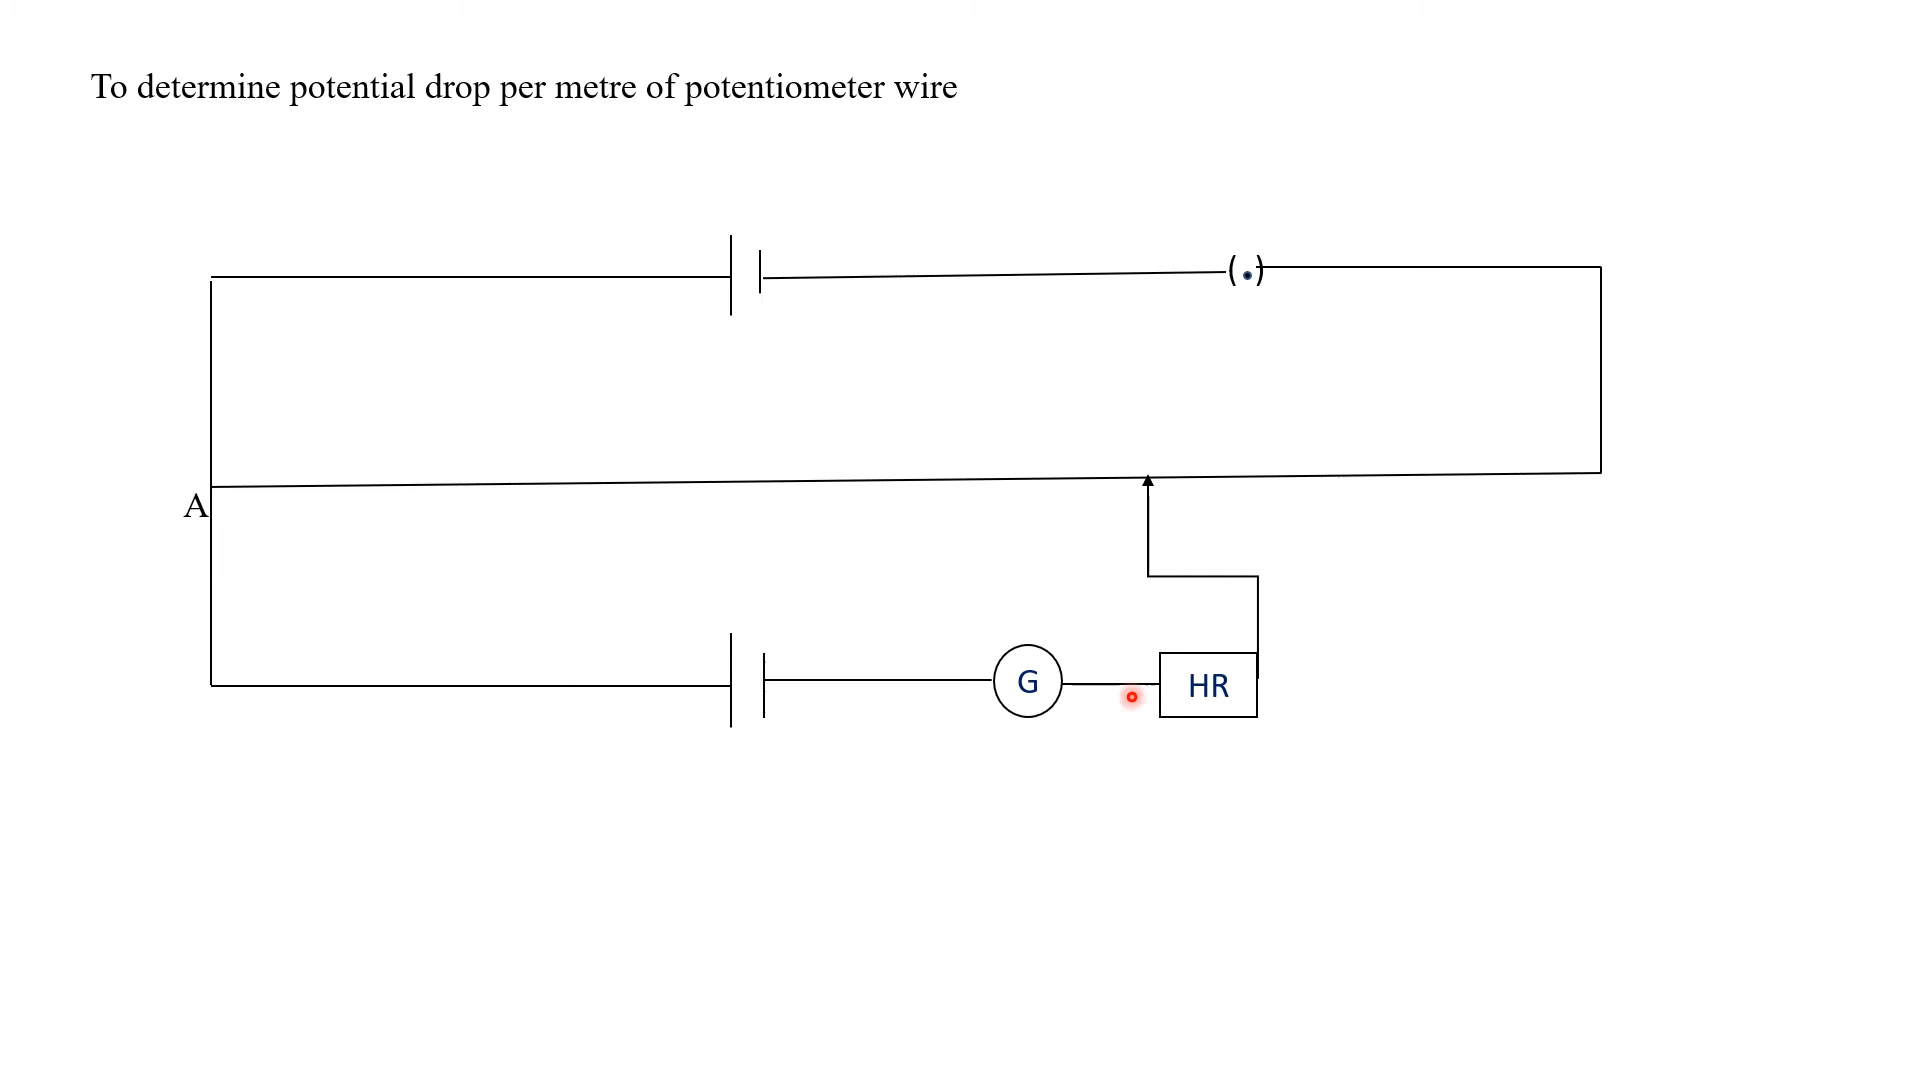 To determine potential drop per metre of potentiometer wire
(.)
A
G
HR